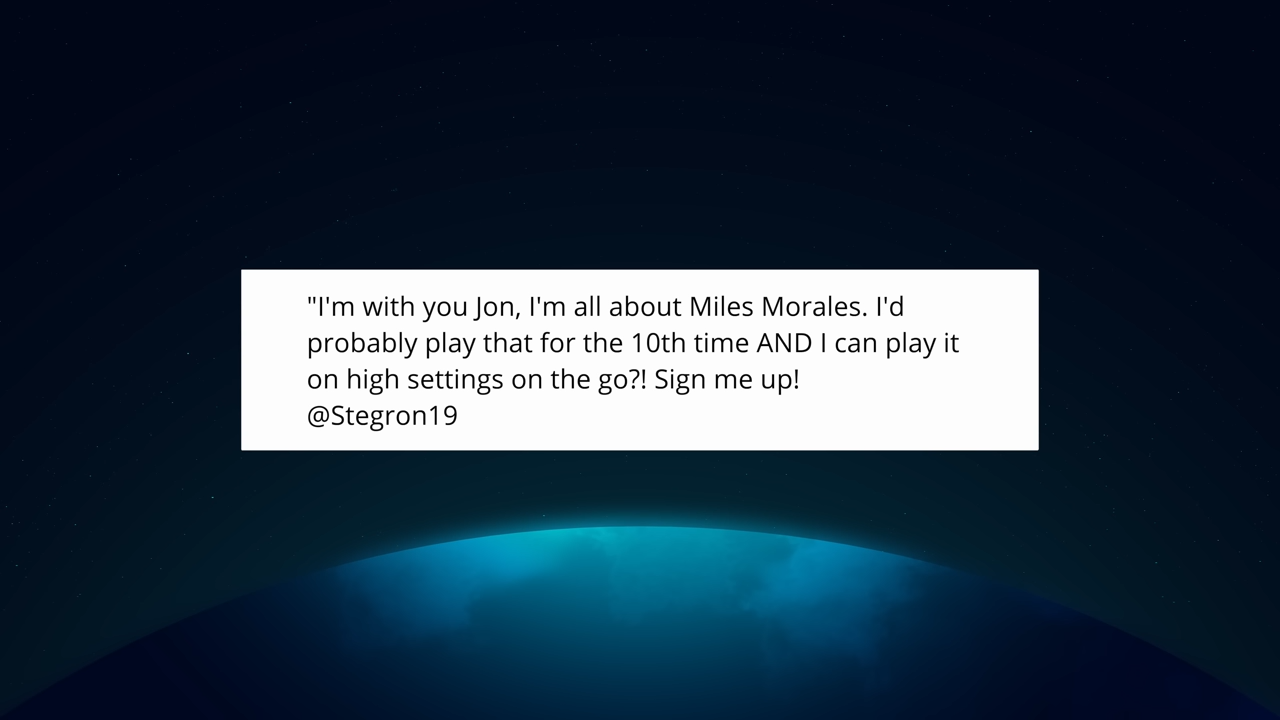 "I'm with you Jon, I'm all about Miles Morales. I'd
probably play that for the 10th time AND I can play it
on high settings on the go?! Sign me up!
@Stegron19